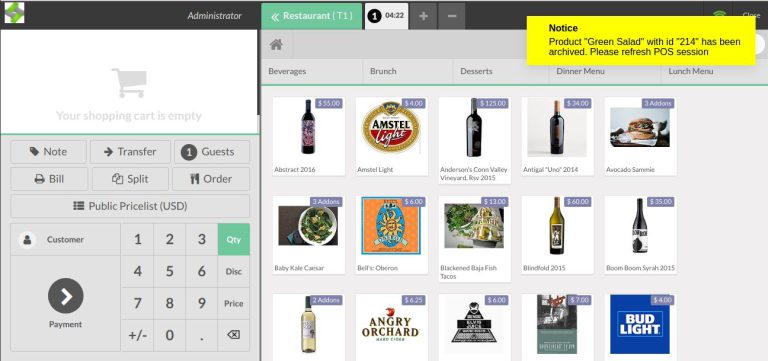 Administrator
Restaurant ( T1 )
1
04:22
Close
Notice
Product "Green Salad" with id "214" has been
archived. Please refresh POS session
Your shopping cart is empty
Beverages
Brunch
Desserts
Dinner Menu
Lunch Menu
Note
Transfer
1
Guests
Bill
Split
Order
Public Pricelist (USD)
Customer
1
2
3
Qty
4
5
6
Disc
7
8
9
Price
+/-
0
.
Payment
$ 55.00
Abstract 2016
$ 4.00
AMSTEL
Light
Amstel Light
$ 125.00
Anderson's Conn Valley
Vineyard, Rsv 2015
$ 34.00
Antigal "Uno" 2014
3 Addons
Avocado Sammie
3 Addons
Baby Kale Caesar
$ 6.00
Bell's: Oberon
$ 13.00
Blackened Baja Fish
Tacos
$ 60.00
Blindfold 2015
$ 35.00
Boom Boom Syrah 2015
2 Addons
$ 6.25
ANGRY
ORCHARD
HARD CIDER
$ 6.00
ELVIS
JUICE
$ 7.00
$ 4.00
BUD
LIGHT